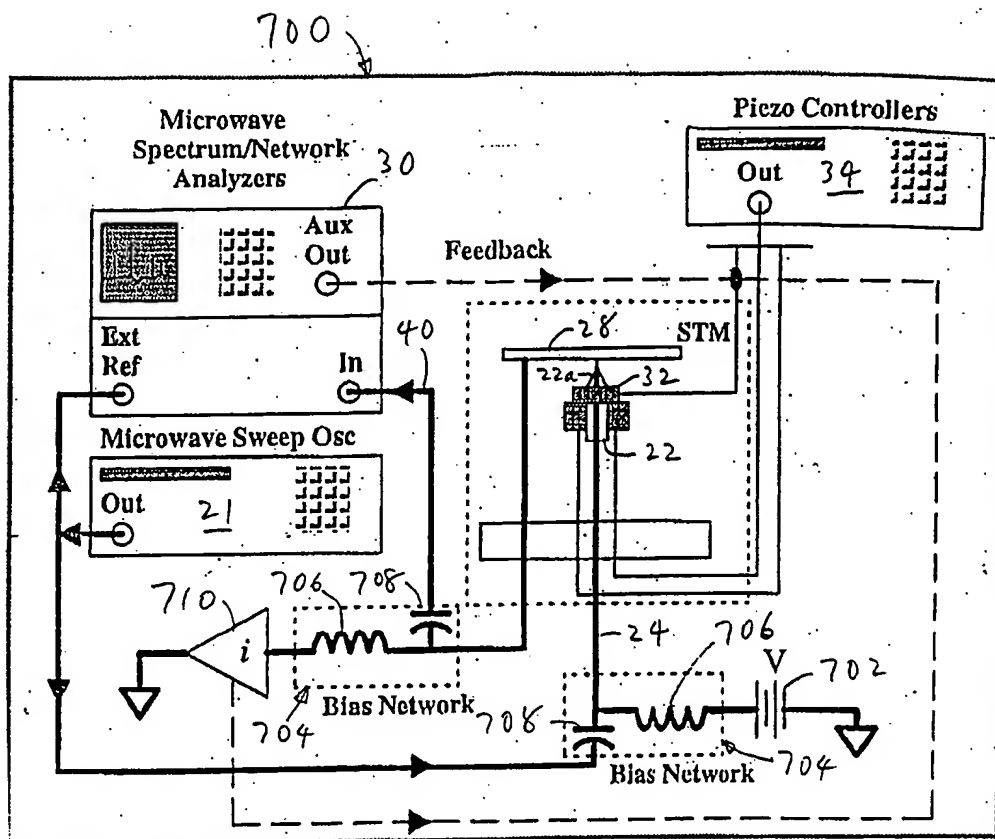 700
Microwave
Spectrum/Network
Analyzers
30
Piezo Controllers
Out
34
Aux
Out
Feedback
Ext
Ref
In
40
28
STM
22a
32
22
Microwave Sweep Osc
Out
21
710
706
708
i
24
706
V
702
704
Bias Network
708
704
Bias Network